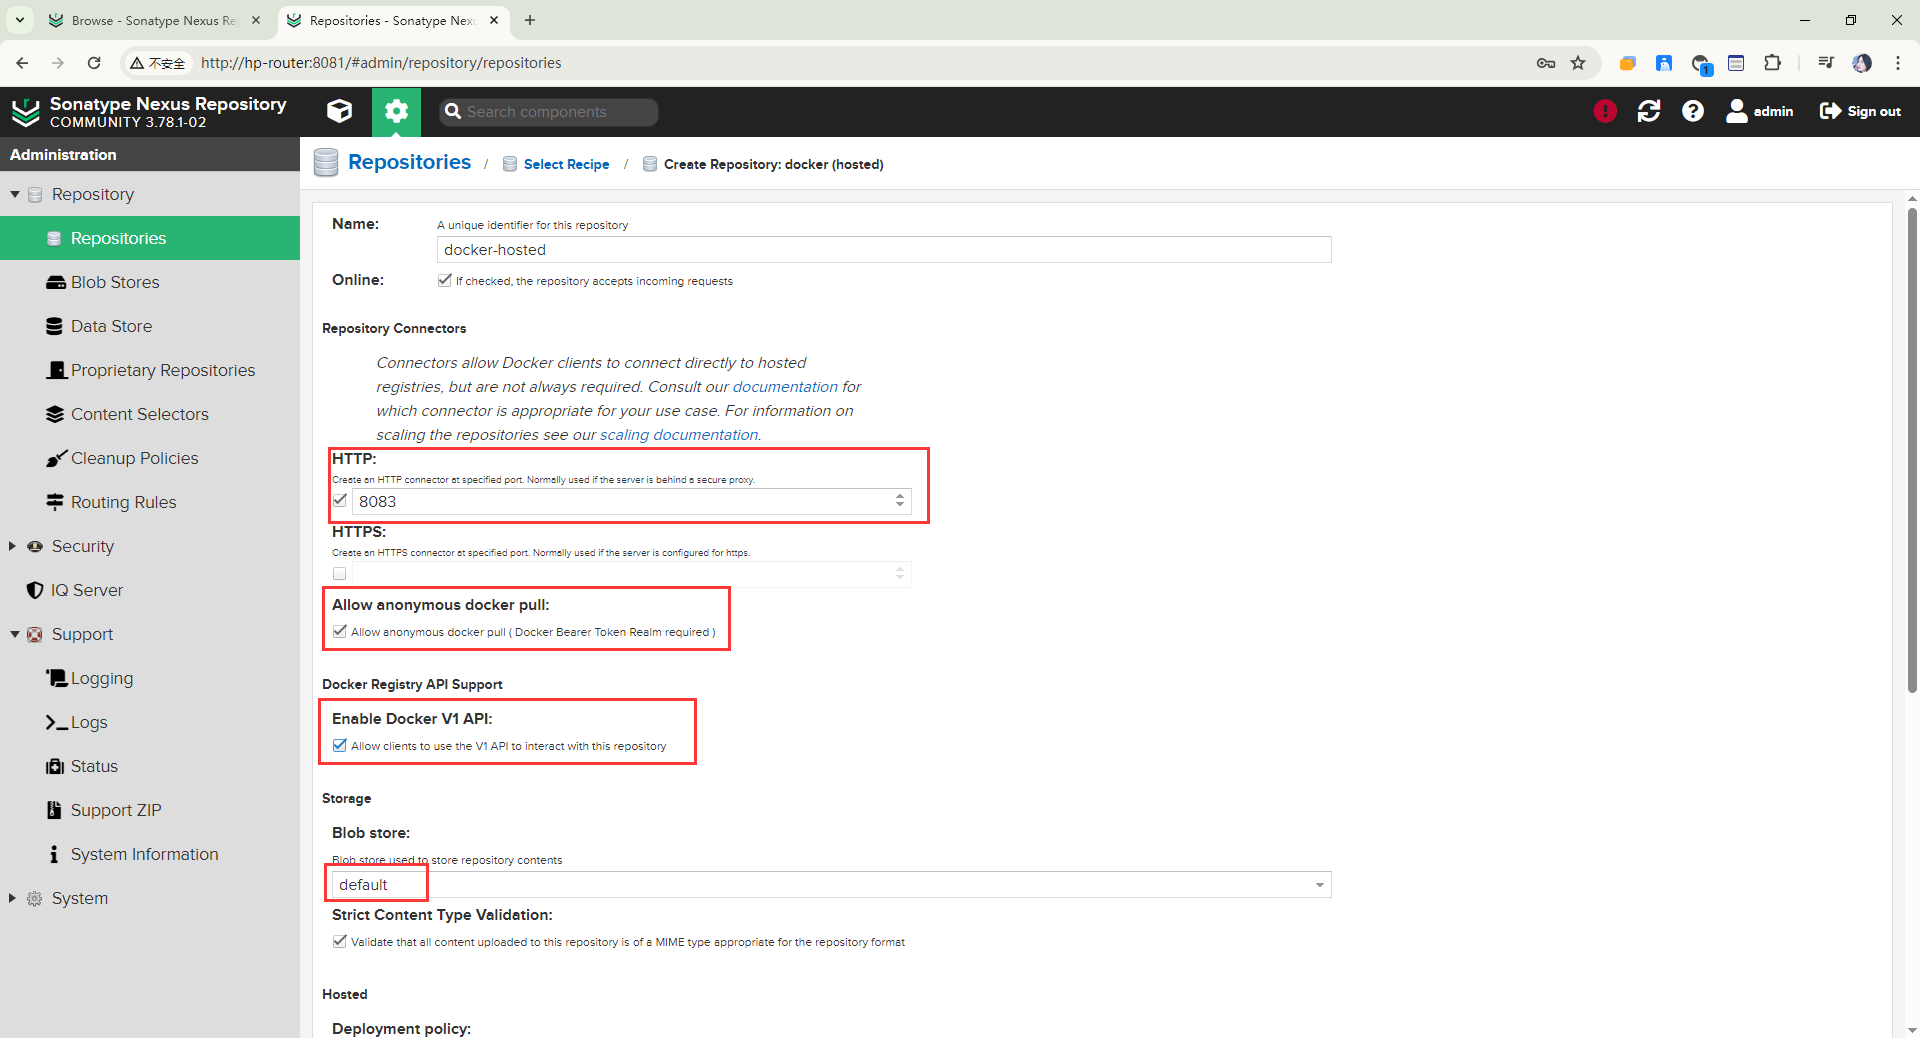 Browse - Sonatype Nexus Re
Repositories - Sonatype Nexu
不安全
http://hp-router:8081/#admin/repository/repositories
1
Sonatype Nexus Repository
COMMUNITY 3.78.1-02
Search components
admin
Sign out
Administration
Repository
Repositories
Blob Stores
Data Store
Proprietary Repositories
Content Selectors
Cleanup Policies
Routing Rules
Security
IQ Server
Support
Logging
Logs
Status
Support ZIP
System Information
System
Repositories / Select Recipe / Create Repository: docker (hosted)
Name:
A unique identifier for this repository
docker-hosted
Online:
If checked, the repository accepts incoming requests
Repository Connectors
Connectors allow Docker clients to connect directly to hosted
registries, but are not always required. Consult our documentation for
which connector is appropriate for your use case. For information on
scaling the repositories see our scaling documentation.
HTTP:
Create an HTTP connector at specified port. Normally used if the server is behind a secure proxy.
8083
HTTPS:
Create an HTTPS connector at specified port. Normally used if the server is configured for https.
Allow anonymous docker pull:
Allow anonymous docker pull ( Docker Bearer Token Realm required )
Docker Registry API Support
Enable Docker V1 API:
Allow clients to use the V1 API to interact with this repository
Storage
Blob store:
Blob store used to store repository contents
default
Strict Content Type Validation:
Validate that all content uploaded to this repository is of a MIME type appropriate for the repository format
Hosted
Deployment policy: